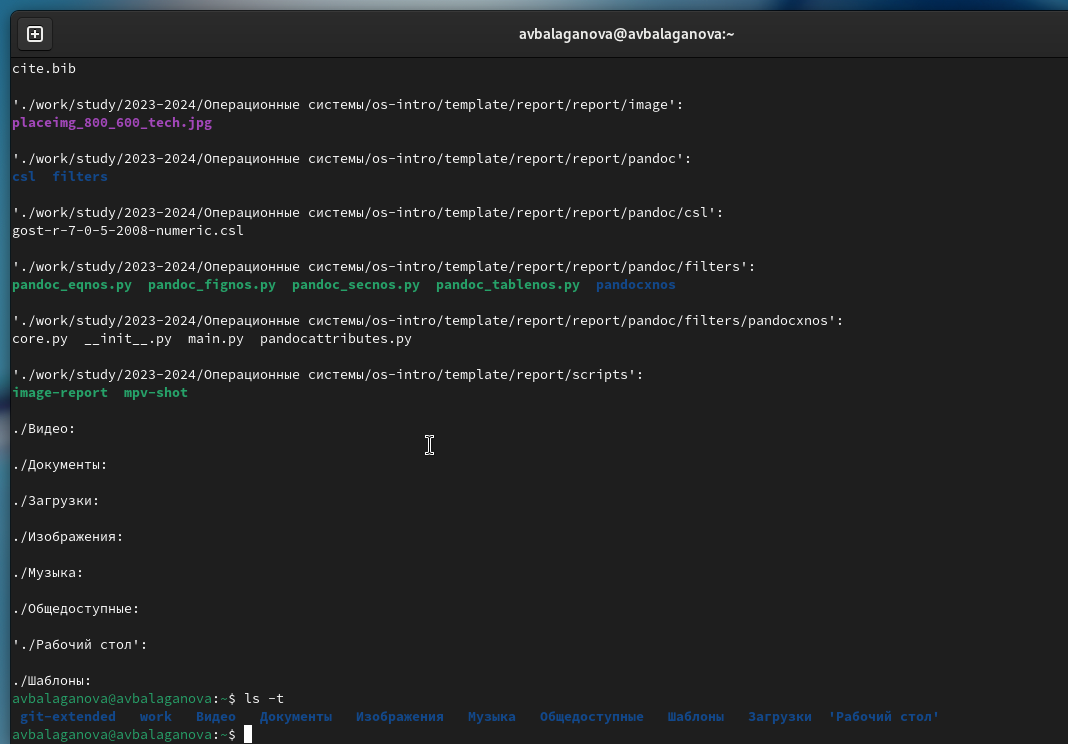 avbalaganova@avbalaganova:~
cite.bib
'./work/study/2023-2024/Операционные системы/os-intro/template/report/report/image':
placeimg_800_600_tech.jpg
'./work/study/2023-2024/Операционные системы/os-intro/template/report/report/pandoc':
csl  filters
'./work/study/2023-2024/Операционные системы/os-intro/template/report/report/pandoc/csl':
gost-r-7-0-5-2008-numeric.csl
'./work/study/2023-2024/Операционные системы/os-intro/template/report/report/pandoc/filters':
pandoc_eqnos.py  pandoc_fignos.py  pandoc_secnos.py  pandoc_tablenos.py  pandocxnos
'./work/study/2023-2024/Операционные системы/os-intro/template/report/report/pandoc/filters/pandocxnos':
core.py  __init__.py  main.py  pandocattributes.py
'./work/study/2023-2024/Операционные системы/os-intro/template/report/scripts':
image-report  mpv-shot
./Видео:
./Документы:
./Загрузки:
./Изображения:
./Музыка:
./Общедоступные:
'./Рабочий стол':
./Шаблоны:
avbalaganova@avbalaganova:~$ ls -t
git-extended  work  Видео  Документы  Изображения  Музыка  Общедоступные  Шаблоны  Загрузки  'Рабочий стол'
avbalaganova@avbalaganova:~$